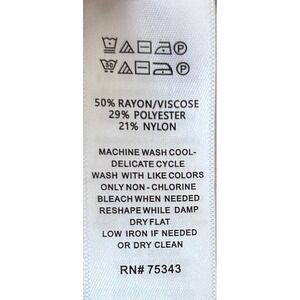 50% RAYON/VISCOSE
29% POLYESTER
21% NYLON
MACHINE WASH COOL-
DELICATE CYCLE
WASH WITH LIKE COLORS
ONLY NON - CHLORINE
BLEACH WHEN NEEDED
RESHAPE WHILE DAMP
DRY FLAT
LOW IRON IF NEEDED
OR DRY CLEAN
RN# 75343